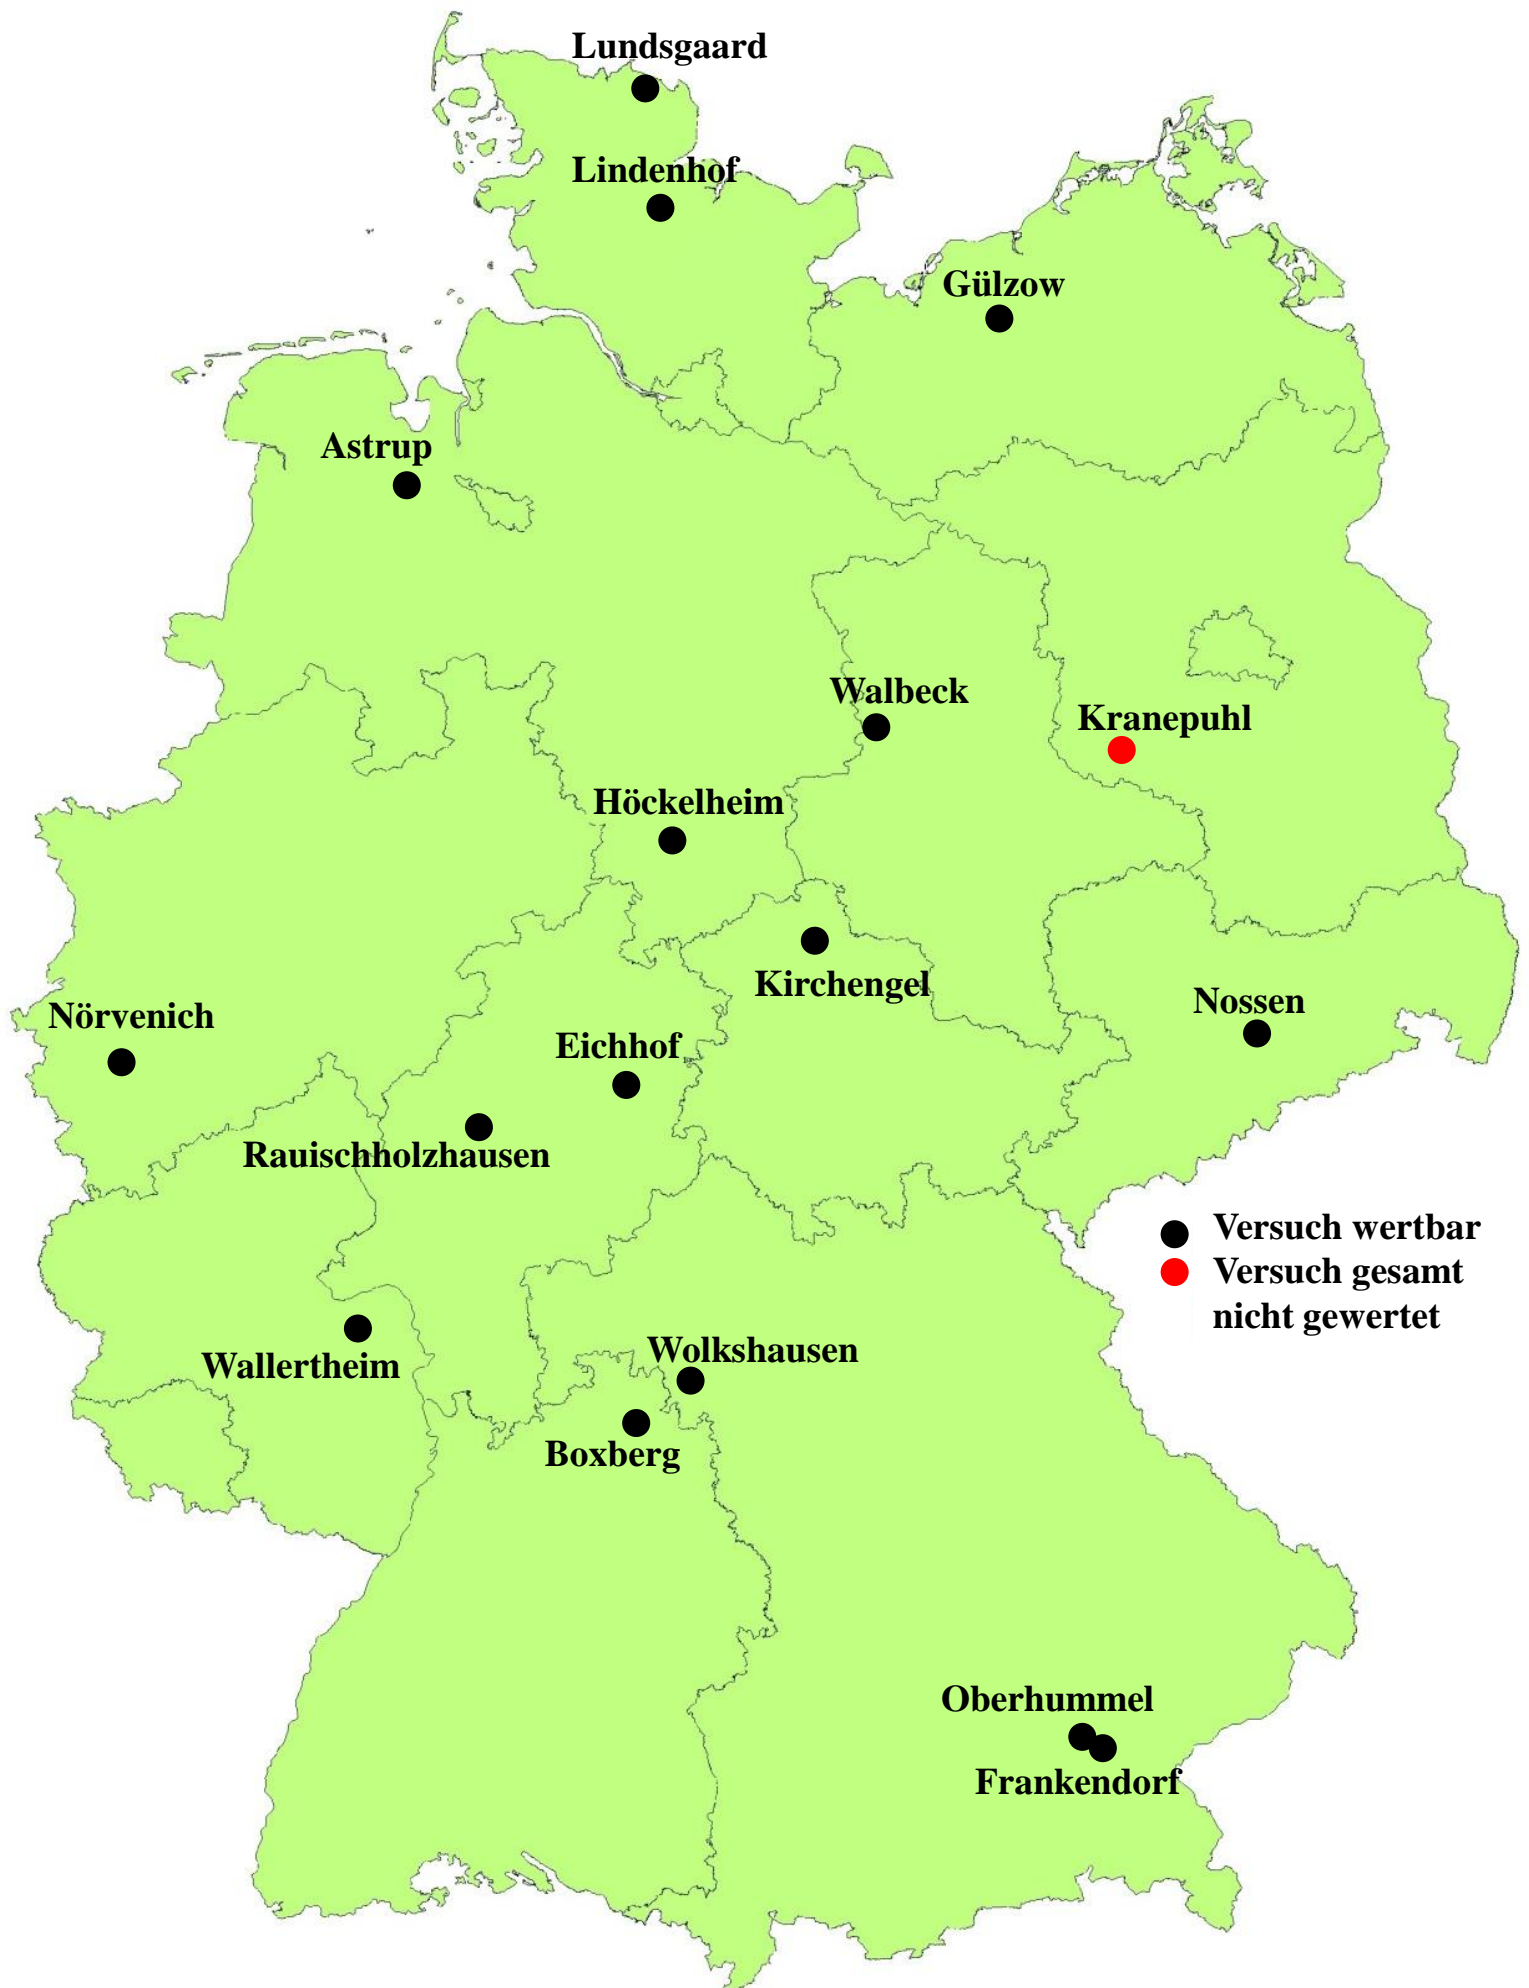 Lundsgaard
Lindenhof
Gülzow
Astrup
Walbeck
Kranepuhl
Höckelheim
Kirchengel
Nossen
Nörvenich
Eichhof
Rauischholzhausen
Versuch wertbar
Versuch gesamt
nicht gewertet
Wolkshausen
Wallertheim
Boxberg
Oberhummel
Frankendorf